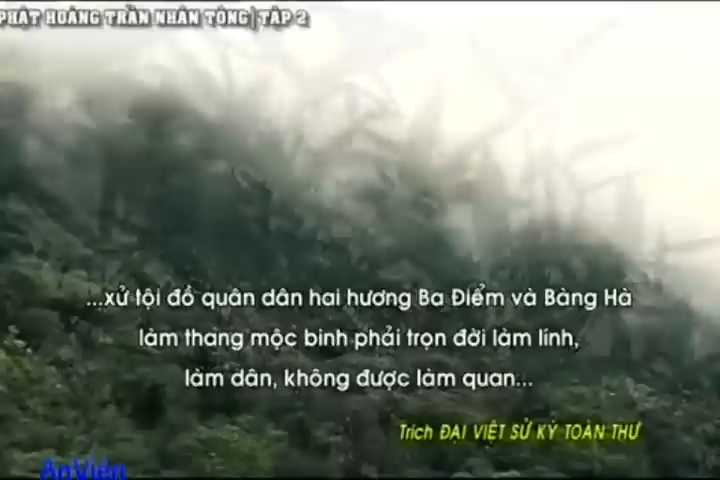 PHẬT HOÀNG TRẦN NHÂN TÔNG|TẬP 2
...xử tội đồ quân dân hai hương Ba Điểm và Bàng Hà
làm thang mộc binh phải trọn đời làm lính,
làm dân, không được làm quan...
Trích ĐẠI VIỆT SỬ KÝ TOÀN THƯ
An Viên